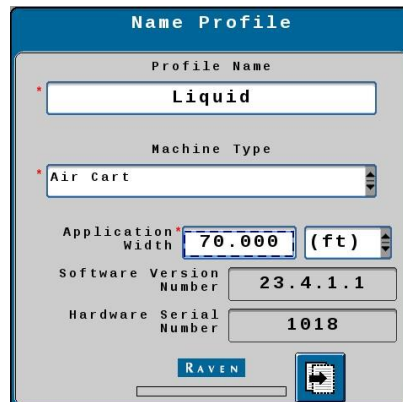 Name Profile
Profile Name
*
Liquid
Machine Type
*
Air Cart
Application*
Width
70.000
(ft)
Software Version
Number
23.4.1.1
Hardware Serial
Number
1018
RAVEN